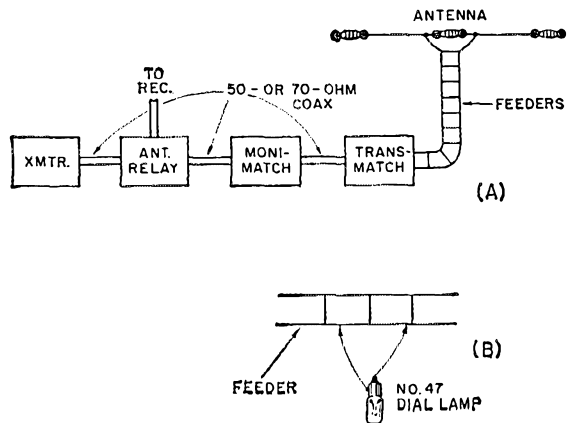 ANTENNA
TO
REC.
50-OR 70-OHM
COAX
FEEDERS
XMTR.
ANT.
RELAY
MONI-
MATCH
TRANS-
MATCH
(A)
(B)
FEEDER
NO. 47
DIAL LAMP